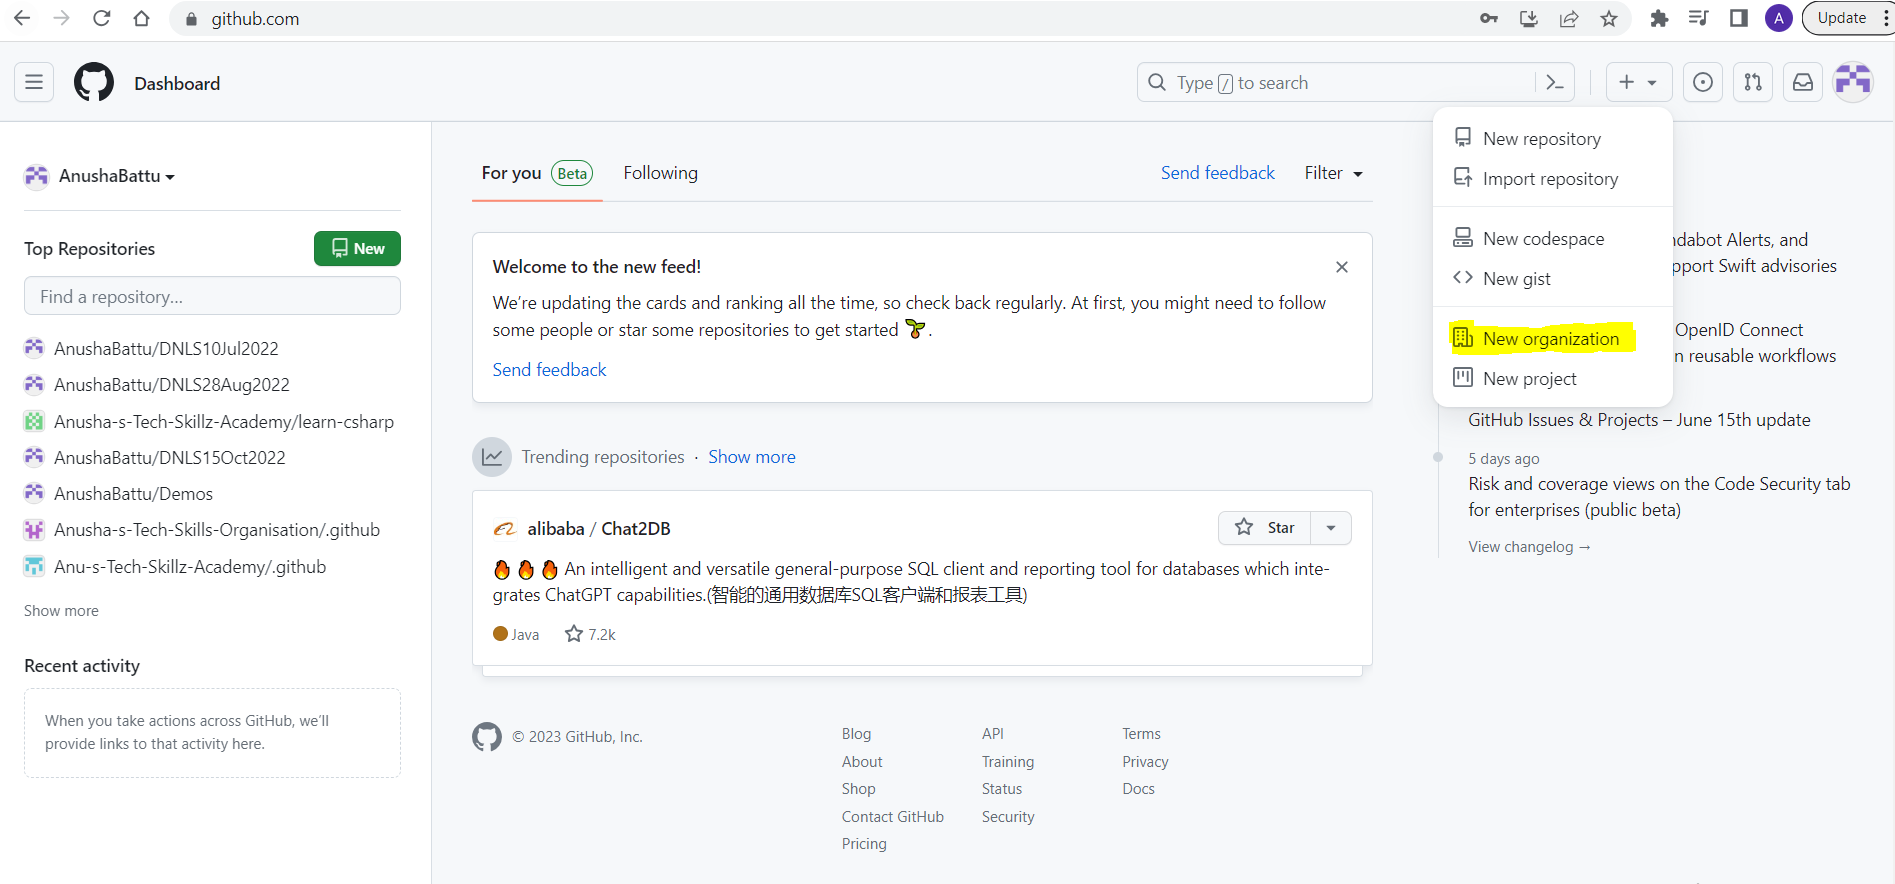 github.com
A
Update
Dashboard
Type / to search
New repository
Import repository
New codespace
New gist
New organization
New project
AnushaBattu
Top Repositories
New
Find a repository...
AnushaBattu/DNLS10Jul2022
AnushaBattu/DNLS28Aug2022
Anusha-s-Tech-Skillz-Academy/learn-csharp
AnushaBattu/DNLS15Oct2022
AnushaBattu/Demos
Anusha-s-Tech-Skills-Organisation/.github
Anu-s-Tech-Skillz-Academy/.github
Show more
Recent activity
When you take actions across GitHub, we’ll
provide links to that activity here.
For you Beta
Following
Send feedback
Filter
Welcome to the new feed!
We’re updating the cards and ranking all the time, so check back regularly. At first, you might need to follow
some people or star some repositories to get started .
Send feedback
Trending repositories · Show more
alibaba / Chat2DB
Star
An intelligent and versatile general-purpose SQL client and reporting tool for databases which inte-
grates ChatGPT capabilities.(智能的通用数据库SQL客户端和报表工具)
Java
7.2k
Alerts, and
Swift advisories
OpenID Connect
reusable workflows
GitHub Issues & Projects – June 15th update
5 days ago
Risk and coverage views on the Code Security tab
for enterprises (public beta)
View changelog →
© 2023 GitHub, Inc.
Blog
About
Shop
Contact GitHub
Pricing
API
Training
Status
Security
Terms
Privacy
Docs